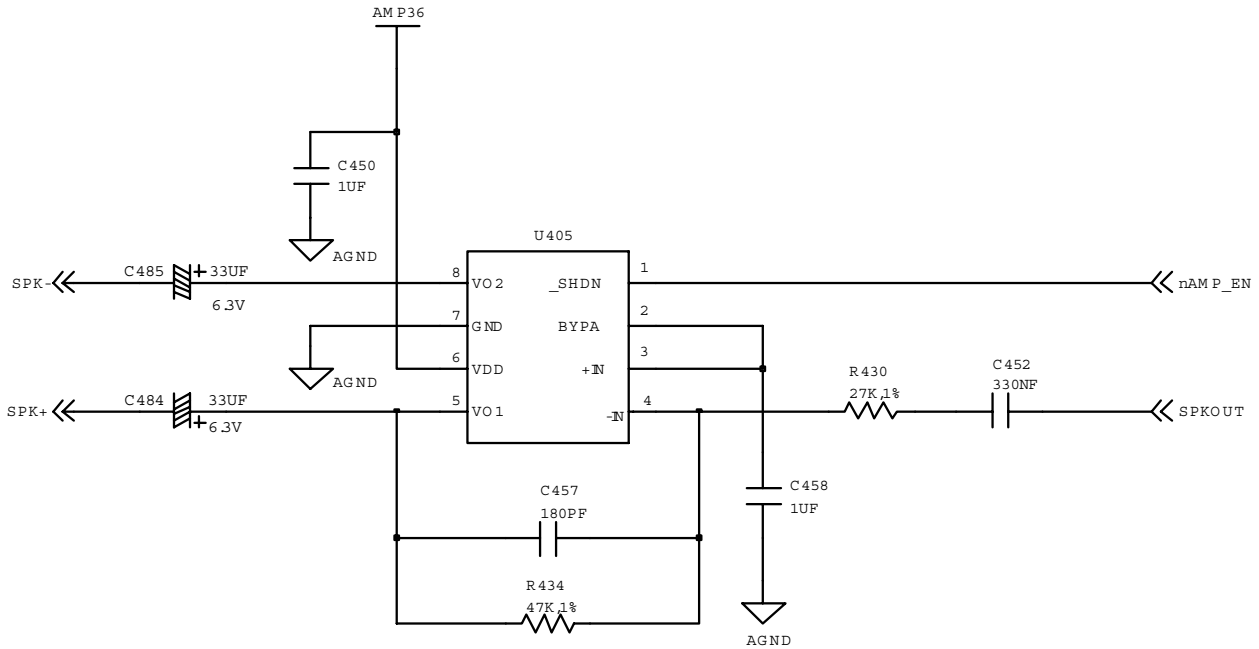 AMP36
C450
1UF
AGND
U405
SPK-
C485
+
33UF
6.3V
8
VO2
_SHDN
1
nAMP_EN
7
GND
BYPA
2
AGND
6
VDD
+IN
3
R430
27K,1%
C452
330NF
SPK+
C484
33UF
+
6.3V
5
VO1
-IN
4
SPKOUT
C457
180PF
C458
1UF
R434
47K,1%
AGND